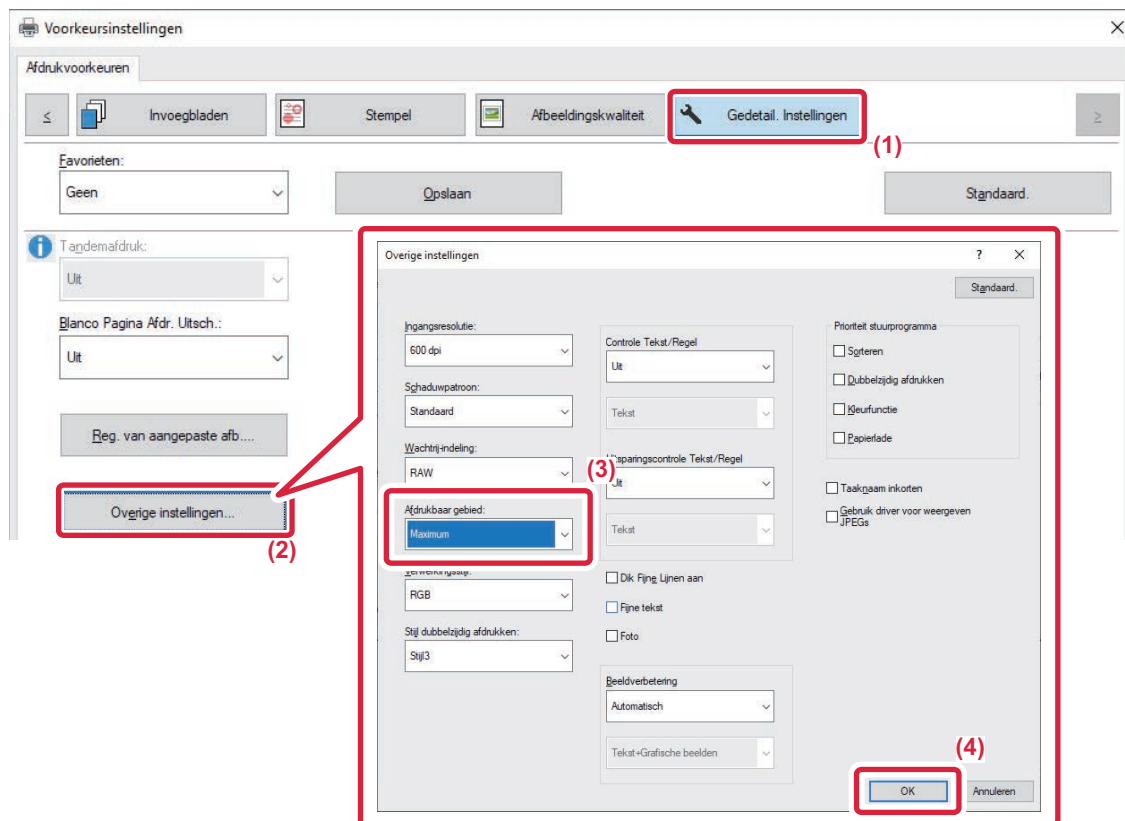 Voorkeursinstellingen
Afdrukvoorkeuren
<
Invoegbladen
Stempel
Afbeeldingskwaliteit
Gedetail. Instellingen
>
(1)
Favorieten:
Geen
Opslaan
Standaard.
Tandemafdruk:
Uit
Blanco Pagina Afdr. Uitsch.:
Uit
Reg. van aangepaste afb....
Overige instellingen...
(2)
Overige instellingen
?
Standaard.
Ingangsresolutie:
600 dpi
Schaduwpatroon:
Standaard
Wachtrij-indeling:
RAW
(3)
Afdrukbaar gebied:
Maximum
Verwerkingsstijl:
RGB
Stijl dubbelzijdig afdrukken:
Stijl3
Controle Tekst/Regel
Uit
Tekst
Uitsparingscontrole Tekst/Regel
Uit
Tekst
Dik Fijne Lijnen aan
Fijne tekst
Foto
Beeldverbetering
Automatisch
Tekst+Grafische beelden
Prioriteit stuurprogramma
Sorteren
Dubbelzijdig afdrukken
Kleurfunctie
Papierlade
Taaknaam inkorten
Gebruik driver voor weergeven
JPEGs
(4)
OK
Annuleren